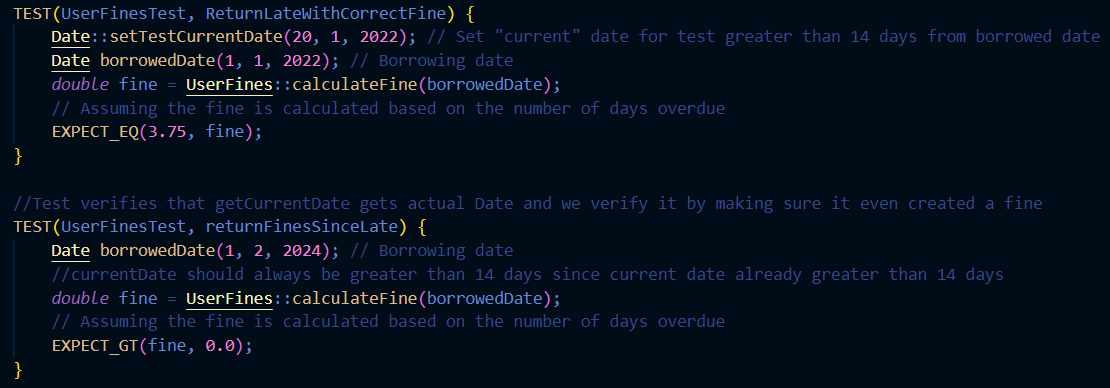 TEST(UserFinesTest, ReturnLateWithCorrectFine) {
    Date::setTestCurrentDate(20, 1, 2022); // Set "current" date for test greater than 14 days from borrowed date
    Date borrowedDate(1, 1, 2022); // Borrowing date
    double fine = UserFines::calculateFine(borrowedDate);
    // Assuming the fine is calculated based on the number of days overdue
    EXPECT_EQ(3.75, fine);
}

//Test verifies that getCurrentDate gets actual Date and we verify it by making sure it even created a fine
TEST(UserFinesTest, returnFinesSinceLate) {
    Date borrowedDate(1, 2, 2024); // Borrowing date
    //currentDate should always be greater than 14 days since current date already greater than 14 days
    double fine = UserFines::calculateFine(borrowedDate);
    // Assuming the fine is calculated based on the number of days overdue
    EXPECT_GT(fine, 0.0);
}